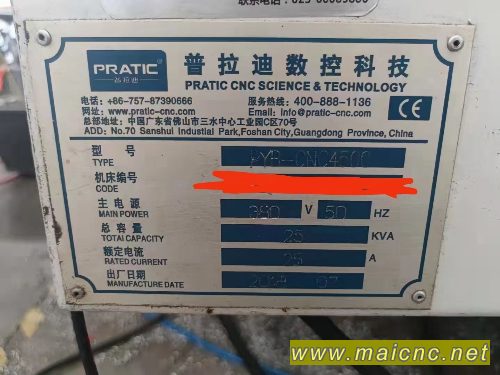 PRATIC®
普拉迪
普拉迪数控科技
PRATIC CNC SCIENCE & TECHNOLOGY
电话：+86-757-87390666 服务热线：400-888-1136
网址：http://pratic-cnc.com Email：info@pratic-cnc.com
地址：中国广东省佛山市三水中心工业园C区70号
ADD: No.70 Sanshui Industial Park,Foshan City,Guangdong Province, China
CE
型 号
TYPE PYB-CNC4500
机床编号
CODE
主 电 源 380 V 50 HZ
MAIN POWER
总 容 量 25 KVA
TOTAl CAPACITY
额定电流 25 A
RATED CURRENT
出厂日期 07
MANUFACTURE DATE
www.maicnc.net